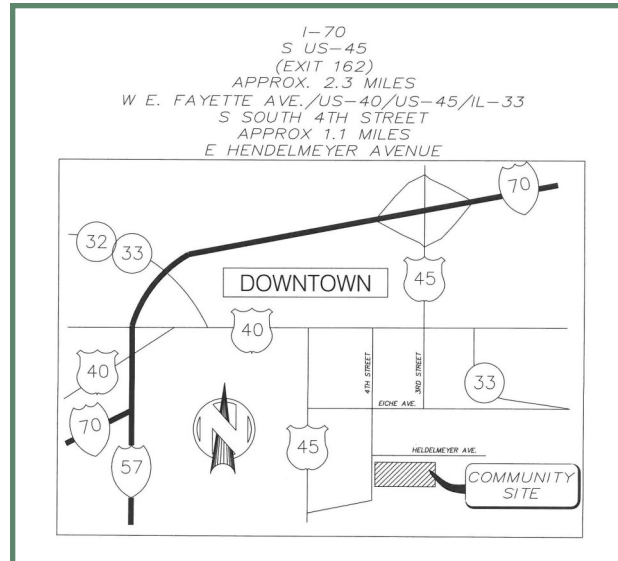 I-70
S US-45
(EXIT 162)
APPROX. 2.3 MILES
W E. FAYETTE AVE./US-40/US-45/IL-33
S SOUTH 4TH STREET
APPROX 1.1 MILES
E HENDELMEYER AVENUE
70
32
33
DOWNTOWN
45
40
40
4TH STREET
3RD STREET
33
EICHE AVE.
70
N
45
HELDELMEYER AVE.
57
COMMUNITY
SITE